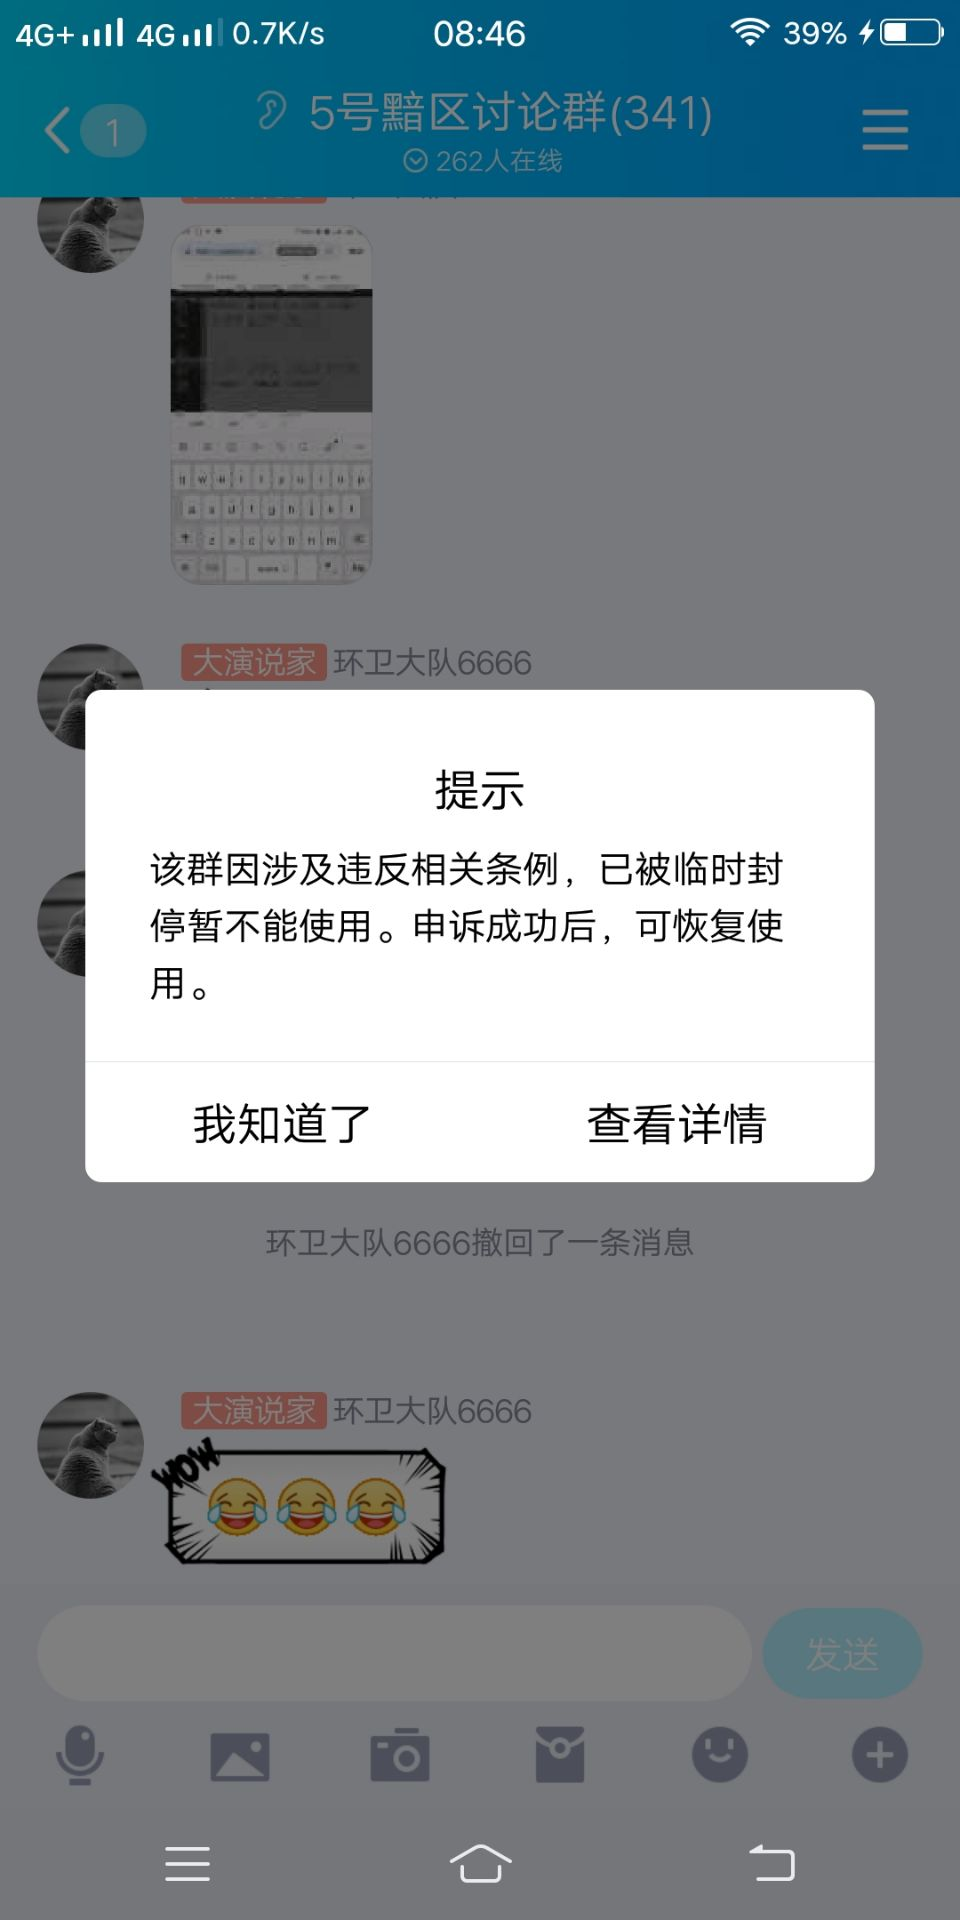 4G+ 4G 0.7K/s 08:46 39%
1 5号黯区讨论群(341)
262人在线
大演说家 环卫大队6666
提示
该群因涉及违反相关条例，已被临时封
停暂不能使用。申诉成功后，可恢复使
用。
我知道了 查看详情
环卫大队6666撤回了一条消息
大演说家 环卫大队6666
WOW
发送